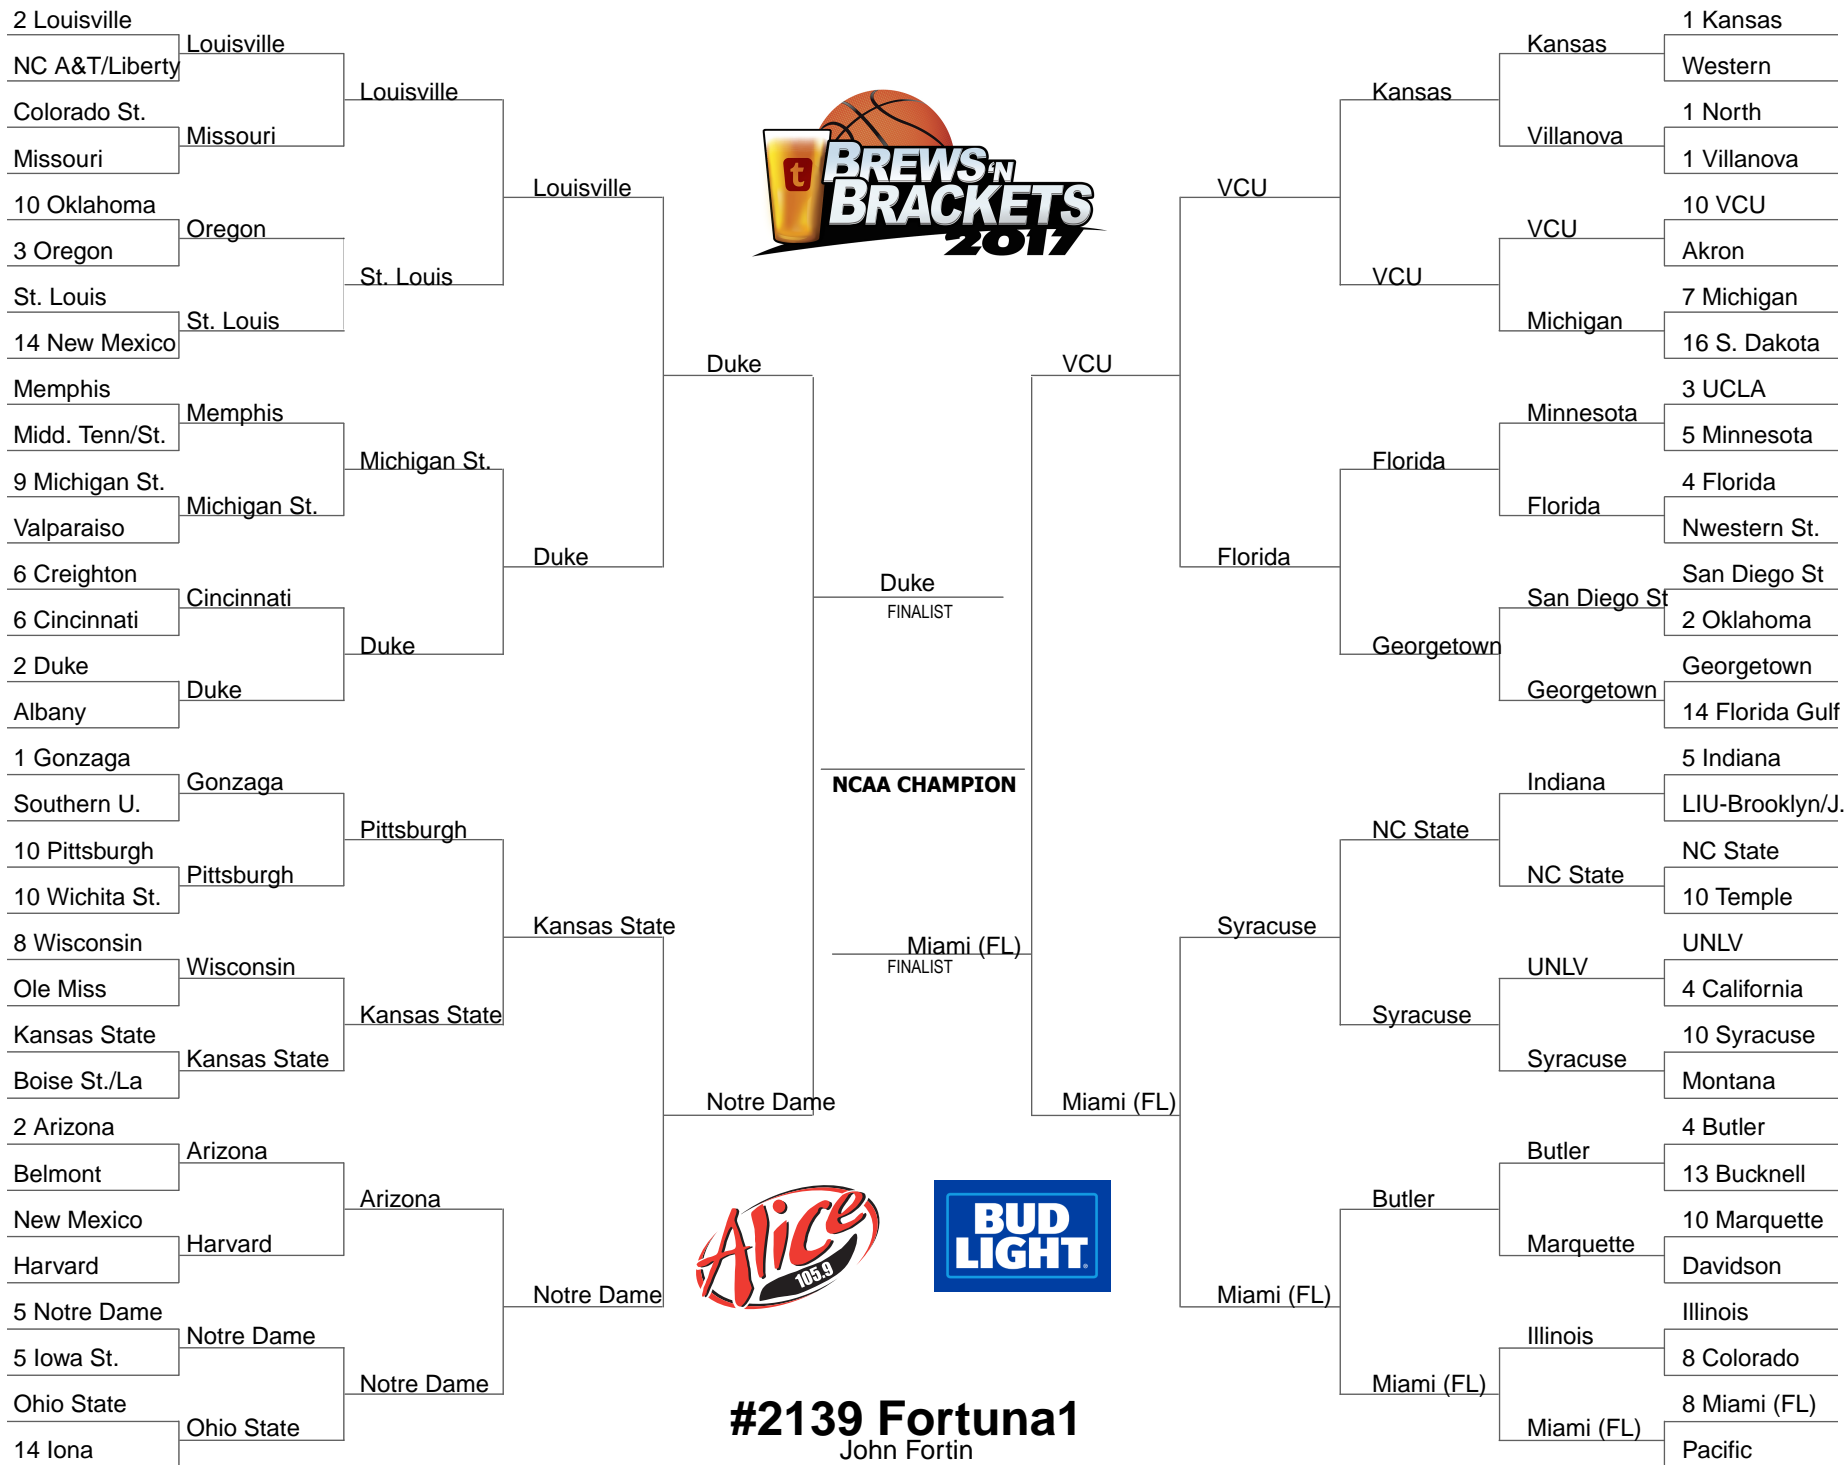 2 Louisville
NC A&T/Liberty
Colorado St.
Missouri
10 Oklahoma
3 Oregon
St. Louis
14 New Mexico
Memphis
Midd. Tenn/St.
9 Michigan St.
Valparaiso
6 Creighton
6 Cincinnati
2 Duke
Albany
1 Gonzaga
Southern U.
10 Pittsburgh
10 Wichita St.
8 Wisconsin
Ole Miss
Kansas State
Boise St./La
2 Arizona
Belmont
New Mexico
Harvard
5 Notre Dame
5 Iowa St.
Ohio State
14 Iona
Louisville
Missouri
Oregon
St. Louis
Memphis
Michigan St.
Cincinnati
Duke
Gonzaga
Pittsburgh
Wisconsin
Kansas State
Arizona
Harvard
Notre Dame
Ohio State
Louisville
St. Louis
Michigan St.
Duke
Pittsburgh
Kansas State
Arizona
Notre Dame
Louisville
Duke
Kansas State
Notre Dame
Duke
Notre Dame
t
BREWS 'N
BRACKETS
2017
Duke
FINALIST
NCAA CHAMPION
Miami (FL)
FINALIST
Alice
105.9
BUD
LIGHT
#2139 Fortuna1
John Fortin
VCU
Miami (FL)
VCU
Florida
Syracuse
Miami (FL)
Kansas
VCU
Florida
Georgetown
NC State
Syracuse
Butler
Miami (FL)
Kansas
Villanova
VCU
Michigan
Minnesota
Florida
San Diego St
Georgetown
Indiana
NC State
UNLV
Syracuse
Butler
Marquette
Illinois
Miami (FL)
1 Kansas
Western
1 North
1 Villanova
10 VCU
Akron
7 Michigan
16 S. Dakota
3 UCLA
5 Minnesota
4 Florida
Nwestern St.
San Diego St
2 Oklahoma
Georgetown
14 Florida Gulf
5 Indiana
LIU-Brooklyn/J.
NC State
10 Temple
UNLV
4 California
10 Syracuse
Montana
4 Butler
13 Bucknell
10 Marquette
Davidson
Illinois
8 Colorado
8 Miami (FL)
Pacific